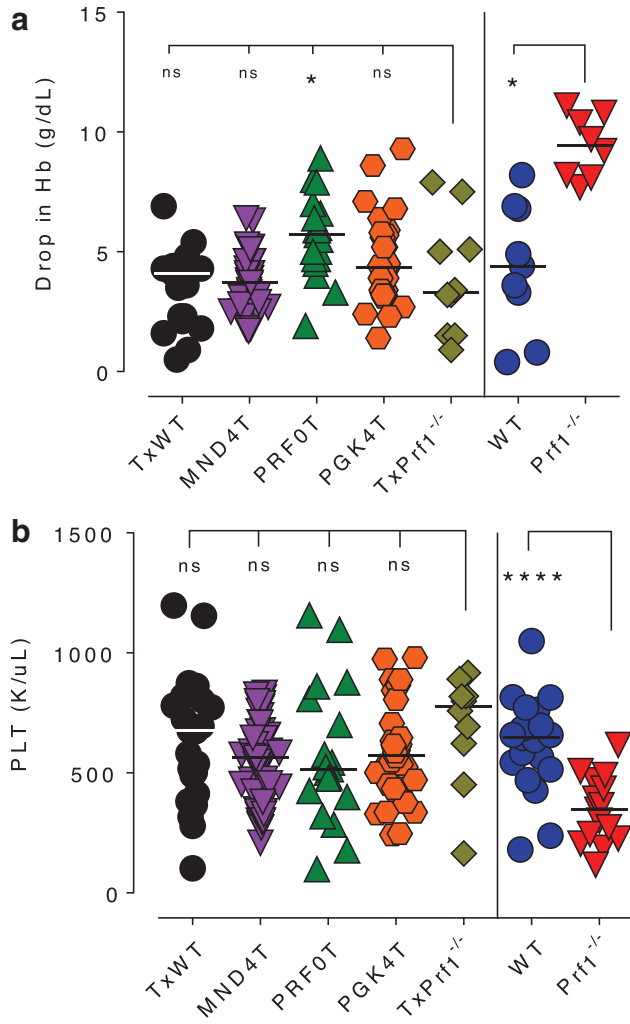 a
Drop in Hb (g/dL)
15
10
5
0
ns
ns
*
ns
*
TxWT
MND4T
PRF0T
PGK4T
TxPrf1-/-
WT
Prf1-/-
b
PLT (K/uL)
1500
1000
500
0
ns
ns
ns
ns
****
TxWT
MND4T
PRF0T
PGK4T
TxPrf1-/-
WT
Prf1-/-